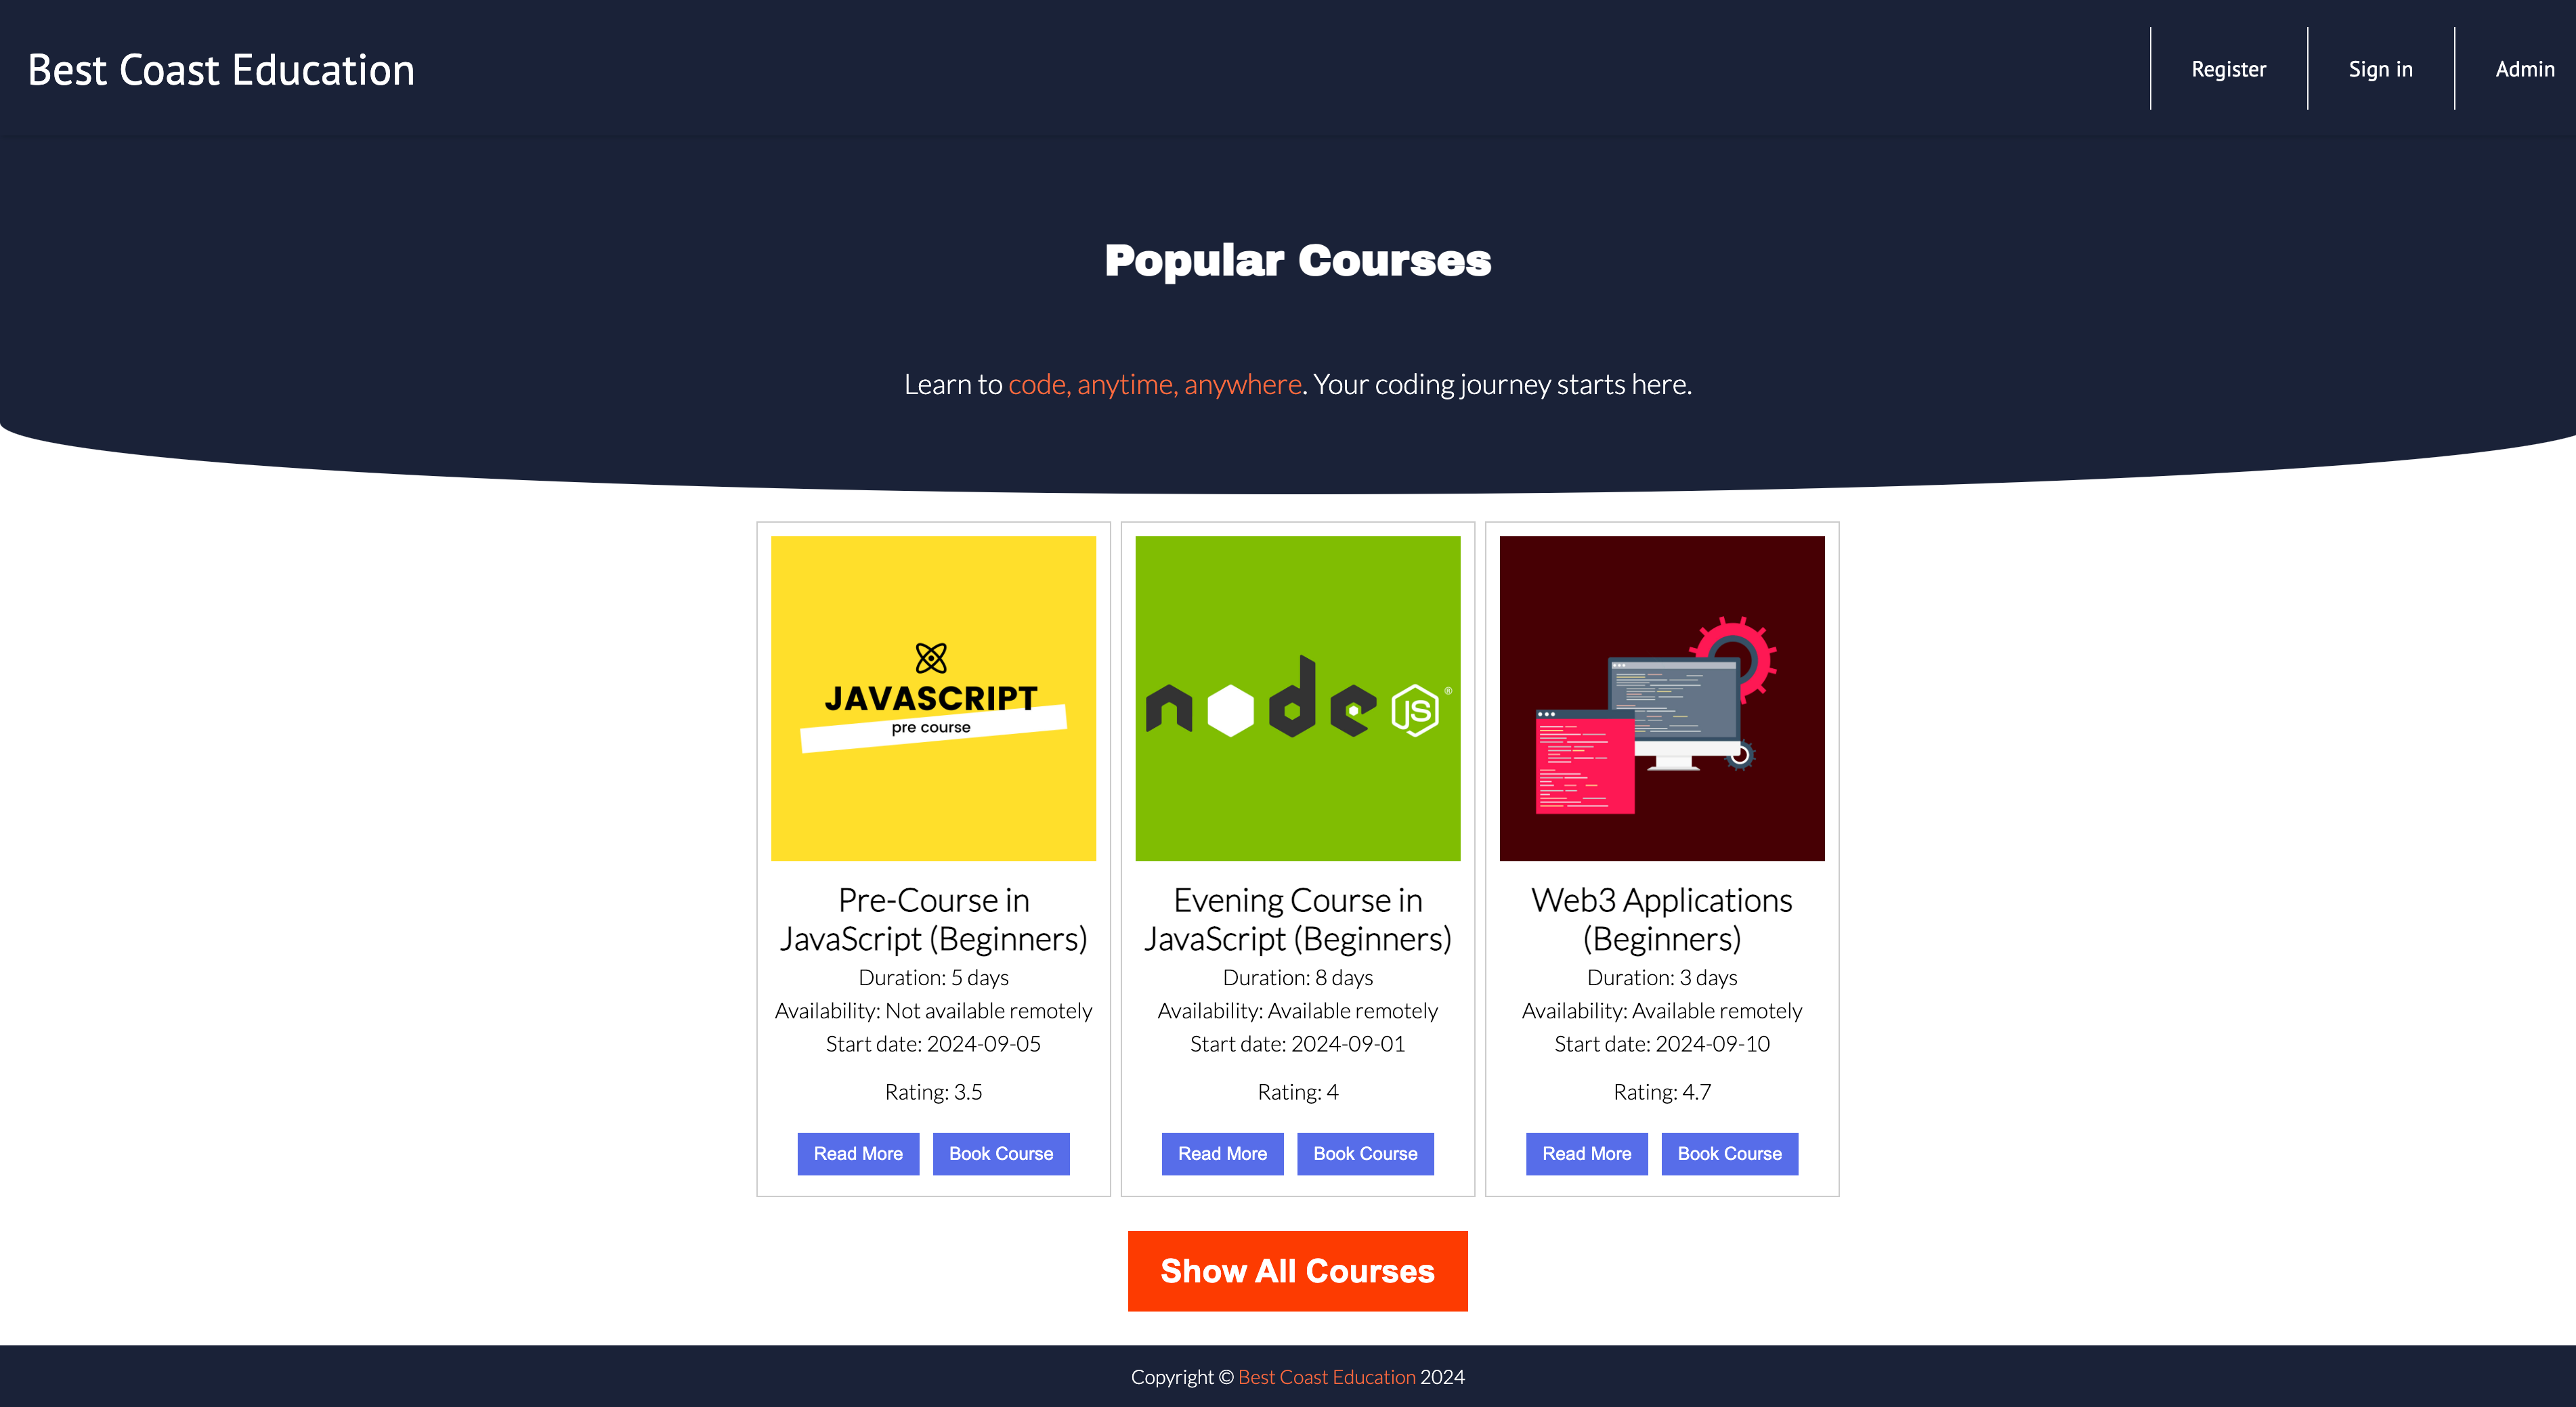 Best Coast Education
Register
Sign in
Admin
Popular Courses
Learn to code, anytime, anywhere. Your coding journey starts here.
JAVASCRIPT
pre course
node JS ®
Pre-Course in
JavaScript (Beginners)
Duration: 5 days
Availability: Not available remotely
Start date: 2024-09-05
Rating: 3.5
Read More
Book Course
Evening Course in
JavaScript (Beginners)
Duration: 8 days
Availability: Available remotely
Start date: 2024-09-01
Rating: 4
Read More
Book Course
Web3 Applications
(Beginners)
Duration: 3 days
Availability: Available remotely
Start date: 2024-09-10
Rating: 4.7
Read More
Book Course
Show All Courses
Copyright © Best Coast Education 2024